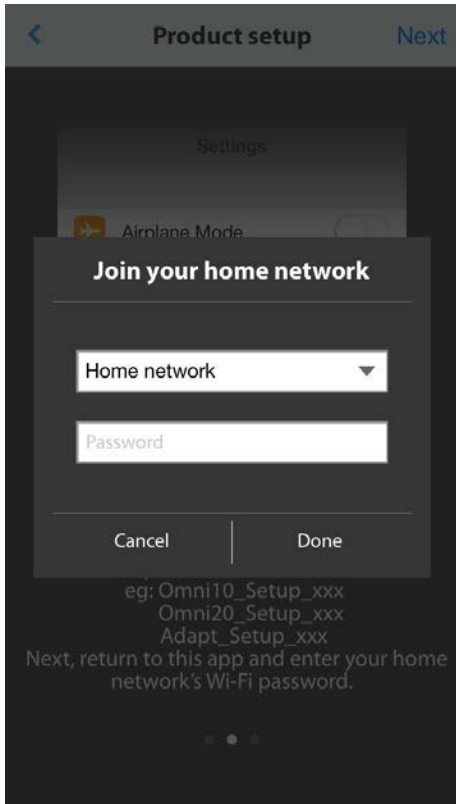 Product setup
Next
Settings
Airplane Mode
Join your home network
Home network
Password
Cancel
Done
eg: Omni10_Setup_xxx
Omni20_Setup_xxx
Adapt_Setup_xxx
Next, return to this app and enter your home
network's Wi-Fi password.